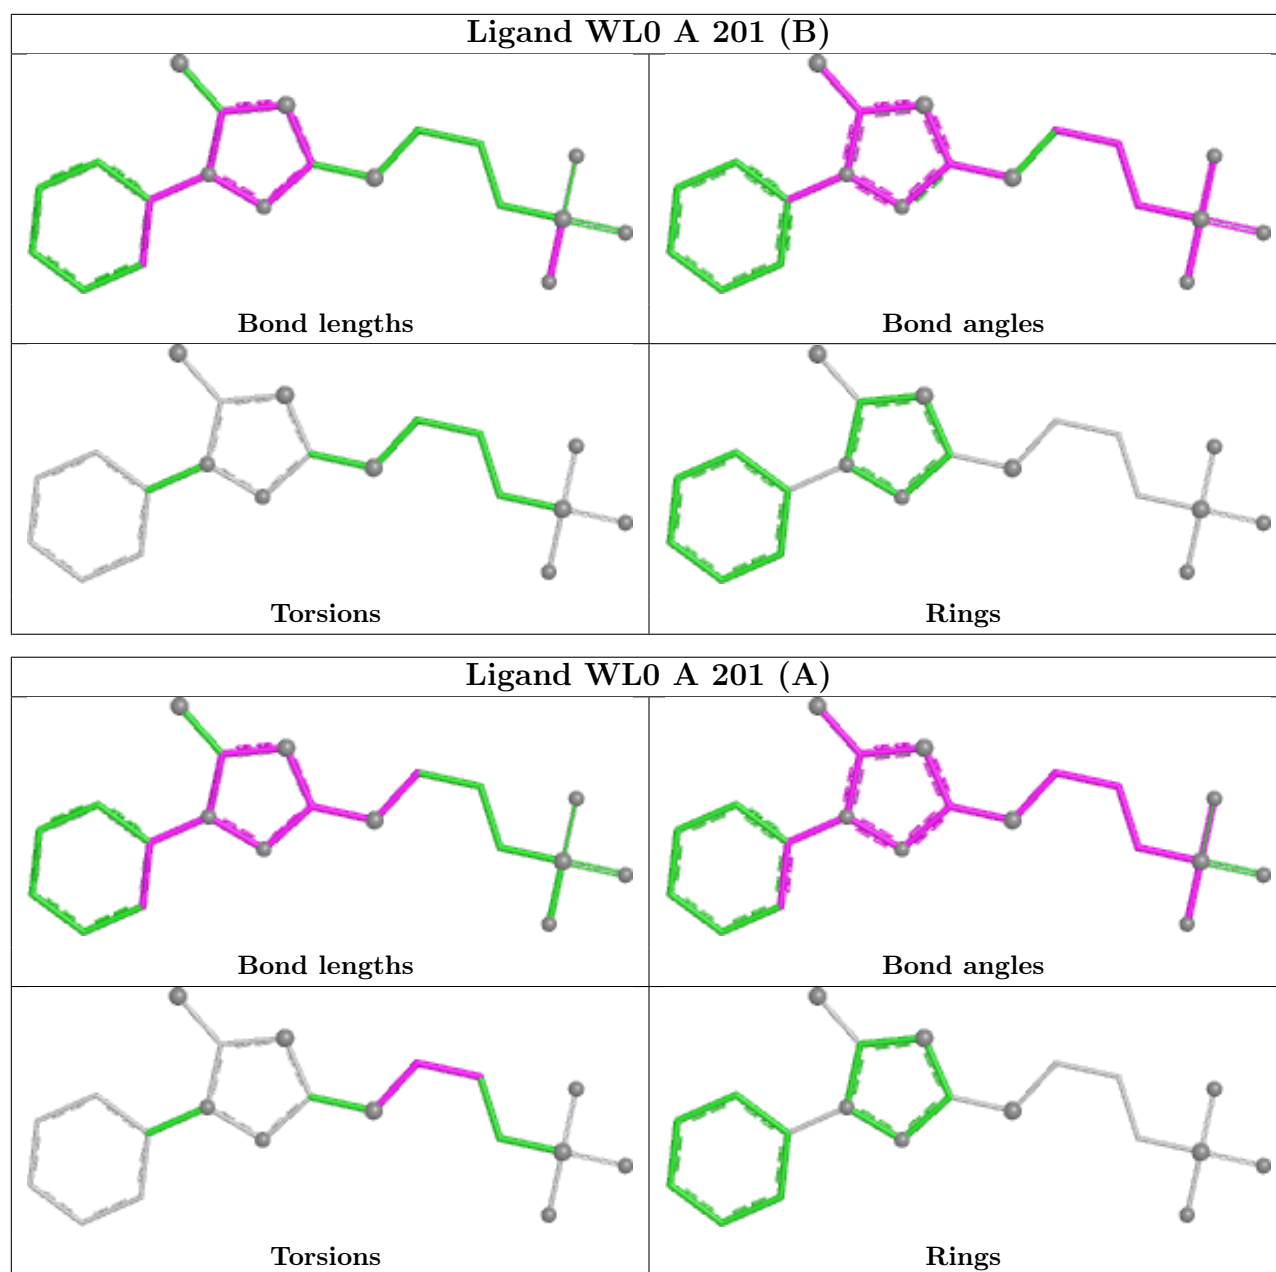 Ligand WL0 A 201 (B)
Bond lengths
Bond angles
Torsions
Rings
Ligand WL0 A 201 (A)
Bond lengths
Bond angles
Torsions
Rings